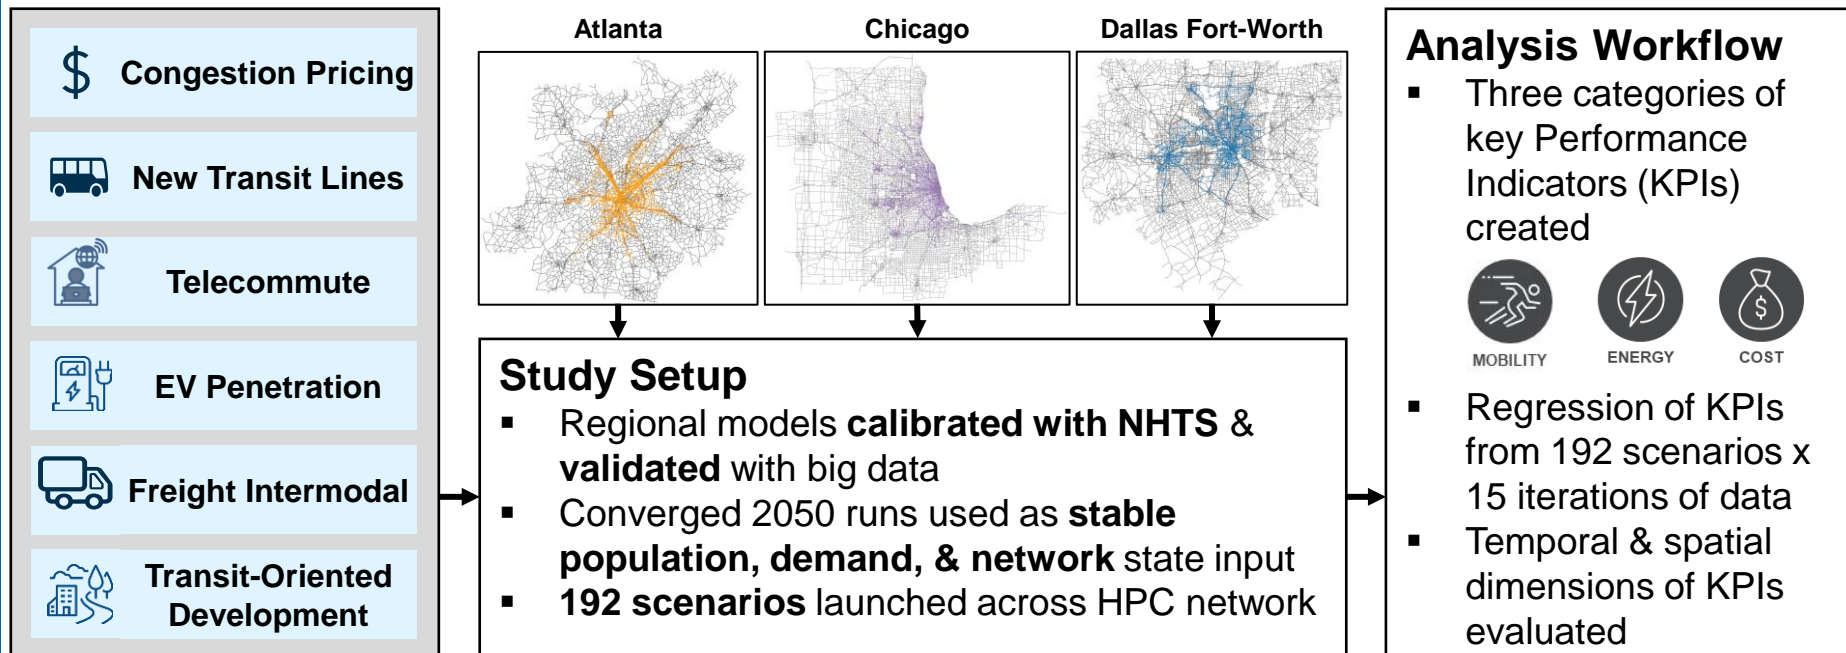 Congestion Pricing
New Transit Lines
Telecommute
EV Penetration
Freight Intermodal
Transit-Oriented
Development
Atlanta
Chicago
Dallas Fort-Worth
Study Setup
▪ Regional models calibrated with NHTS &
validated with big data
▪ Converged 2050 runs used as stable
population, demand, & network state input
▪ 192 scenarios launched across HPC network
Analysis Workflow
▪ Three categories of
key Performance
Indicators (KPIs)
created
MOBILITY
ENERGY
COST
▪ Regression of KPIs
from 192 scenarios x
15 iterations of data
▪ Temporal & spatial
dimensions of KPIs
evaluated